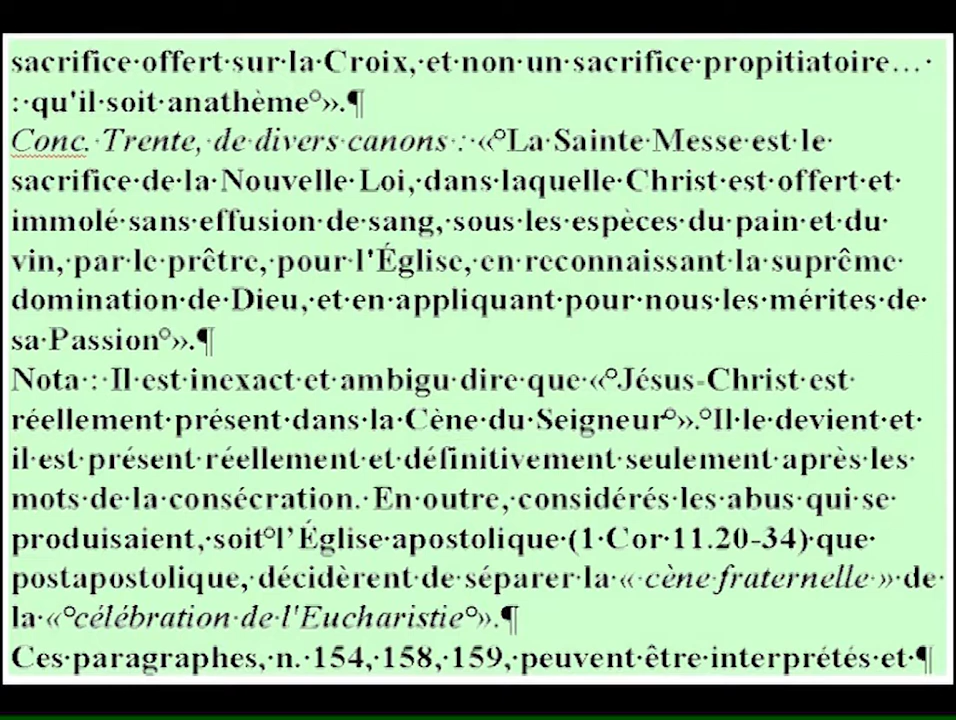 sacrifice·offert·sur·la·Croix,·et·non·un·sacrifice·propitiatoire…·
:·qu'il·soit·anathème°».¶
Conc.·Trente,·de·divers·canons·:·«°La·Sainte·Messe·est·le·
sacrifice·de·la·Nouvelle·Loi,·dans·laquelle·Christ·est·offert·et·
immolé·sans·effusion·de·sang,·sous·les·espèces·du·pain·et·du·
vin,·par·le·prêtre,·pour·l'Église,·en·reconnaissant·la·suprême·
domination·de·Dieu,·et·en·appliquant·pour·nous·les·mérites·de·
sa·Passion°».¶
Nota·:·Il·est·inexact·et·ambigu·dire·que·«°Jésus-Christ·est·
réellement·présent·dans·la·Cène·du·Seigneur°».°Il·le·devient·et·
il·est·présent·réellement·et·définitivement·seulement·après·les·
mots·de·la·consécration.·En·outre,·considérés·les·abus·qui·se·
produisaient,·soit°l’Église·apostolique·(1·Cor·11.20-34)·que·
postapostolique,·décidèrent·de·séparer·la·«·cène·fraternelle·»·de·
la·«°célébration·de·l'Eucharistie°».¶
Ces·paragraphes,·n.·154,·158,·159,·peuvent·être·interprétés·et·¶